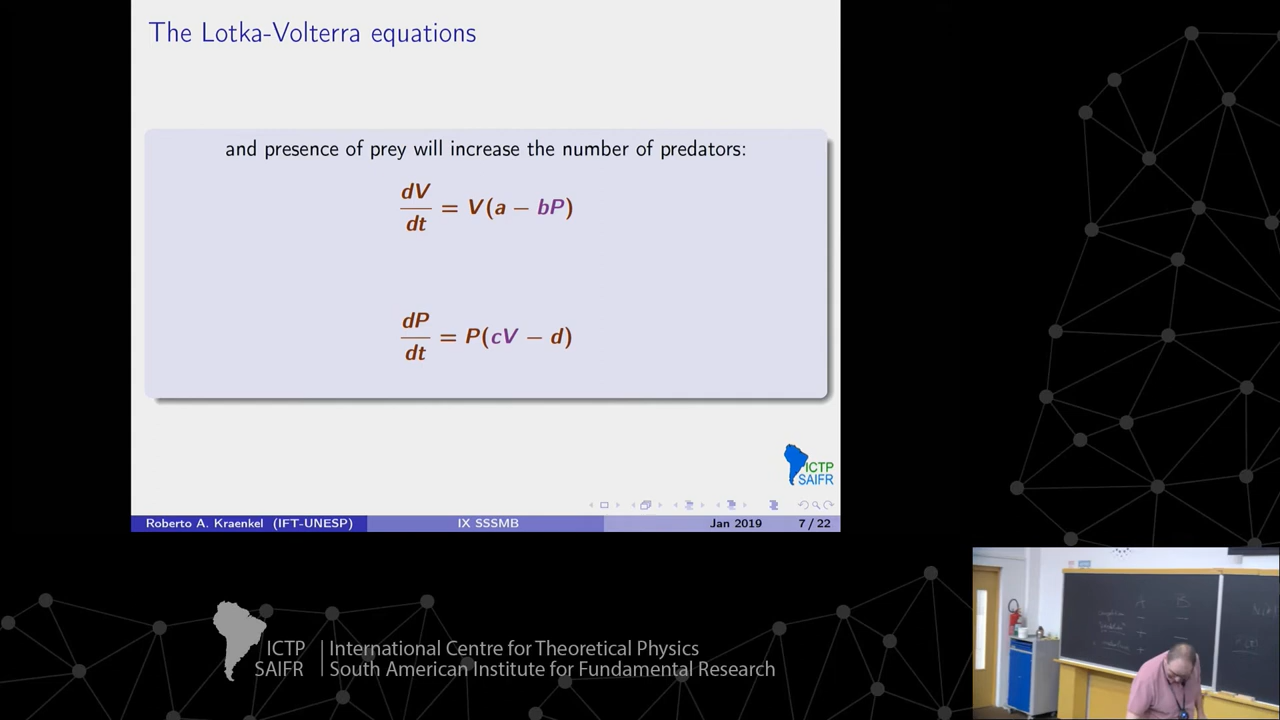 The Lotka-Volterra equations
and presence of prey will increase the number of predators:
dV/dt = V(a − bP)
dP/dt = P(cV − d)
ICTP
SAIFR
Roberto A. Kraenkel (IFT-UNESP) IX SSSMB Jan 2019 7 / 22
ICTP
SAIFR
International Centre for Theoretical Physics
South American Institute for Fundamental Research
A B